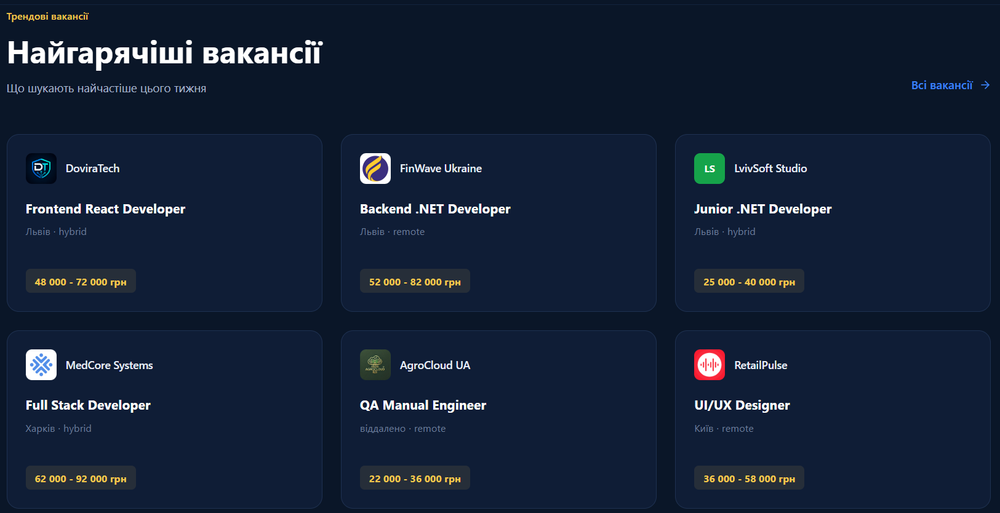 Трендові вакансії
Найгарячіші вакансії
Що шукають найчастіше цього тижня
Всі вакансії →
DT DoviraTech
Frontend React Developer
Львів · hybrid
48 000 - 72 000 грн
FinWave Ukraine
Backend .NET Developer
Львів · remote
52 000 - 82 000 грн
LS LvivSoft Studio
Junior .NET Developer
Львів · hybrid
25 000 - 40 000 грн
MedCore Systems
Full Stack Developer
Харків · hybrid
62 000 - 92 000 грн
AGROCLOUD
AgroCloud UA
QA Manual Engineer
віддалено · remote
22 000 - 36 000 грн
RetailPulse
UI/UX Designer
Київ · remote
36 000 - 58 000 грн